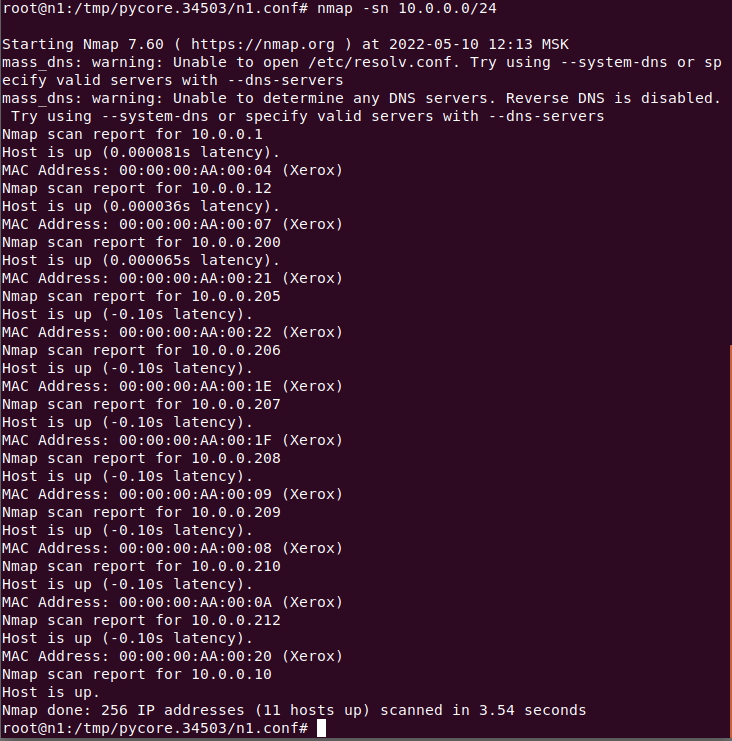 root@n1:/tmp/pycore.34503/n1.conf# nmap -sn 10.0.0.0/24

Starting Nmap 7.60 ( https://nmap.org ) at 2022-05-10 12:13 MSK
mass_dns: warning: Unable to open /etc/resolv.conf. Try using --system-dns or sp
ecify valid servers with --dns-servers
mass_dns: warning: Unable to determine any DNS servers. Reverse DNS is disabled.
 Try using --system-dns or specify valid servers with --dns-servers
Nmap scan report for 10.0.0.1
Host is up (0.000081s latency).
MAC Address: 00:00:00:AA:00:04 (Xerox)
Nmap scan report for 10.0.0.12
Host is up (0.000036s latency).
MAC Address: 00:00:00:AA:00:07 (Xerox)
Nmap scan report for 10.0.0.200
Host is up (0.000065s latency).
MAC Address: 00:00:00:AA:00:21 (Xerox)
Nmap scan report for 10.0.0.205
Host is up (-0.10s latency).
MAC Address: 00:00:00:AA:00:22 (Xerox)
Nmap scan report for 10.0.0.206
Host is up (-0.10s latency).
MAC Address: 00:00:00:AA:00:1E (Xerox)
Nmap scan report for 10.0.0.207
Host is up (-0.10s latency).
MAC Address: 00:00:00:AA:00:1F (Xerox)
Nmap scan report for 10.0.0.208
Host is up (-0.10s latency).
MAC Address: 00:00:00:AA:00:09 (Xerox)
Nmap scan report for 10.0.0.209
Host is up (-0.10s latency).
MAC Address: 00:00:00:AA:00:08 (Xerox)
Nmap scan report for 10.0.0.210
Host is up (-0.10s latency).
MAC Address: 00:00:00:AA:00:0A (Xerox)
Nmap scan report for 10.0.0.212
Host is up (-0.10s latency).
MAC Address: 00:00:00:AA:00:20 (Xerox)
Nmap scan report for 10.0.0.10
Host is up.
Nmap done: 256 IP addresses (11 hosts up) scanned in 3.54 seconds
root@n1:/tmp/pycore.34503/n1.conf#